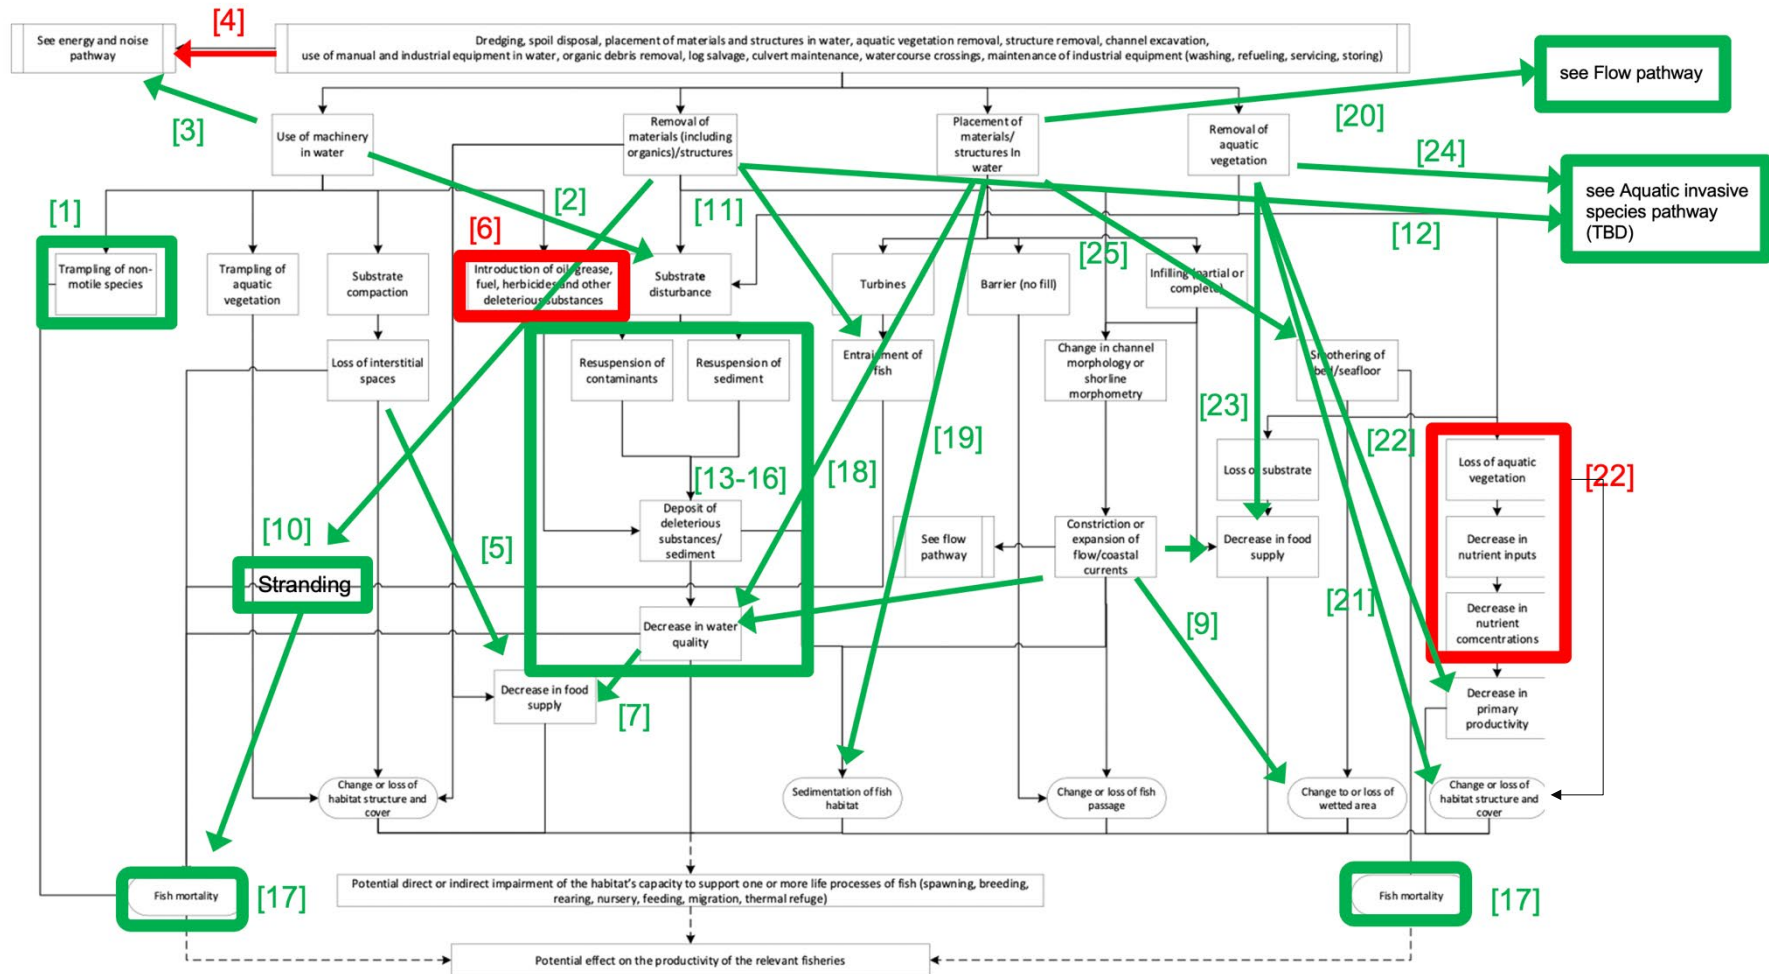 [4]
See energy and noise
pathway
Dredging, spoil disposal, placement of materials and structures in water, aquatic vegetation removal, structure removal, channel excavation,
use of manual and industrial equipment in water, organic debris removal, log salvage, culvert maintenance, watercourse crossings, maintenance of industrial equipment (washing, refueling, servicing, storing)
see Flow pathway
[3]
[20]
Use of machinery
in water
Removal of
materials (including
organics)/structures
Placement of
materials/
structures In
water
Removal of
aquatic
vegetation
[24]
see Aquatic invasive
species pathway
(TBD)
[1]
[2]
[11]
[6]
[25]
[12]
Trampling of non-
motile species
Trampling of
aquatic
vegetation
Substrate
compaction
Introduction of oil, grease,
fuel, herbicides and other
deleterious substances
Substrate
disturbance
Turbines
Barrier (no fill)
Infilling (partial or
complete)
Loss of interstitial
spaces
Resuspension of
contaminants
Resuspension of
sediment
Entrainment of
fish
Change in channel
morphology or
shorline
morphometry
Smothering of
bed/seafloor
[23]
[19]
[22]
[13-16]
[18]
Loss of substrate
Loss of aquatic
vegetation
[22]
[10]
[5]
Deposit of
deleterious
substances/
sediment
See flow
pathway
Constriction or
expansion of
flow/coastal
currents
Decrease in food
supply
Decrease in
nutrient inputs
Stranding
[21]
Decrease in water
quality
[9]
Decrease in
nutrient
comcentrations
Decrease in food
supply
[7]
Decrease in
primary
productivity
Change or loss of
habitat structure and
cover
Sedimentation of fish
habitat
Change or loss of fish
passage
Change to or loss of
wetted area
Change or loss of
habitat structure and
cover
Fish mortality
[17]
Potential direct or indirect impairment of the habitat's capacity to support one or more life processes of fish (spawning, breeding,
rearing, nursery, feeding, migration, thermal refuge)
Fish mortality
[17]
Potential effect on the productivity of the relevant fisheries